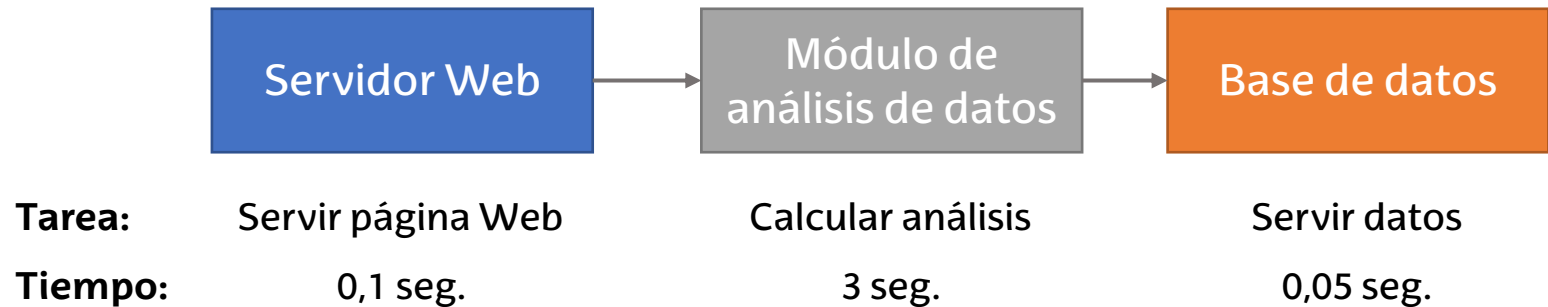 Servidor Web
Módulo de
análisis de datos
Base de datos
Tarea: Servir página Web Calcular análisis Servir datos
Tiempo: 0,1 seg. 3 seg. 0,05 seg.